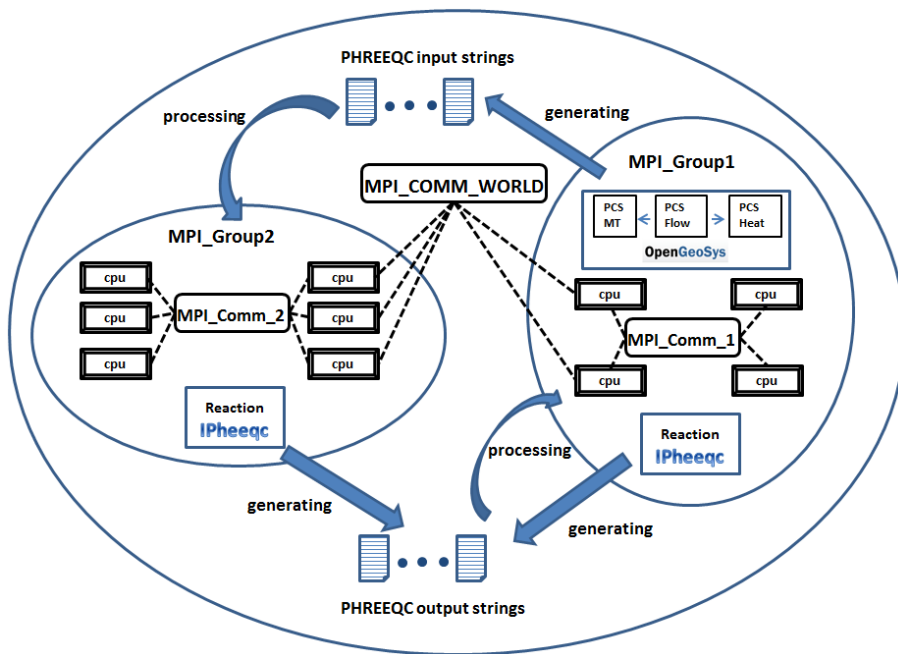 PHREEQC input strings
processing
generating
MPI_Group1
MPI_COMM_WORLD
PCS
MT
PCS
Flow
PCS
Heat
OpenGeoSys
MPI_Group2
cpu
cpu
cpu
MPI_Comm_2
cpu
cpu
cpu
cpu
cpu
MPI_Comm_1
cpu
cpu
Reaction
IPheeqc
Reaction
IPheeqc
processing
generating
generating
PHREEQC output strings